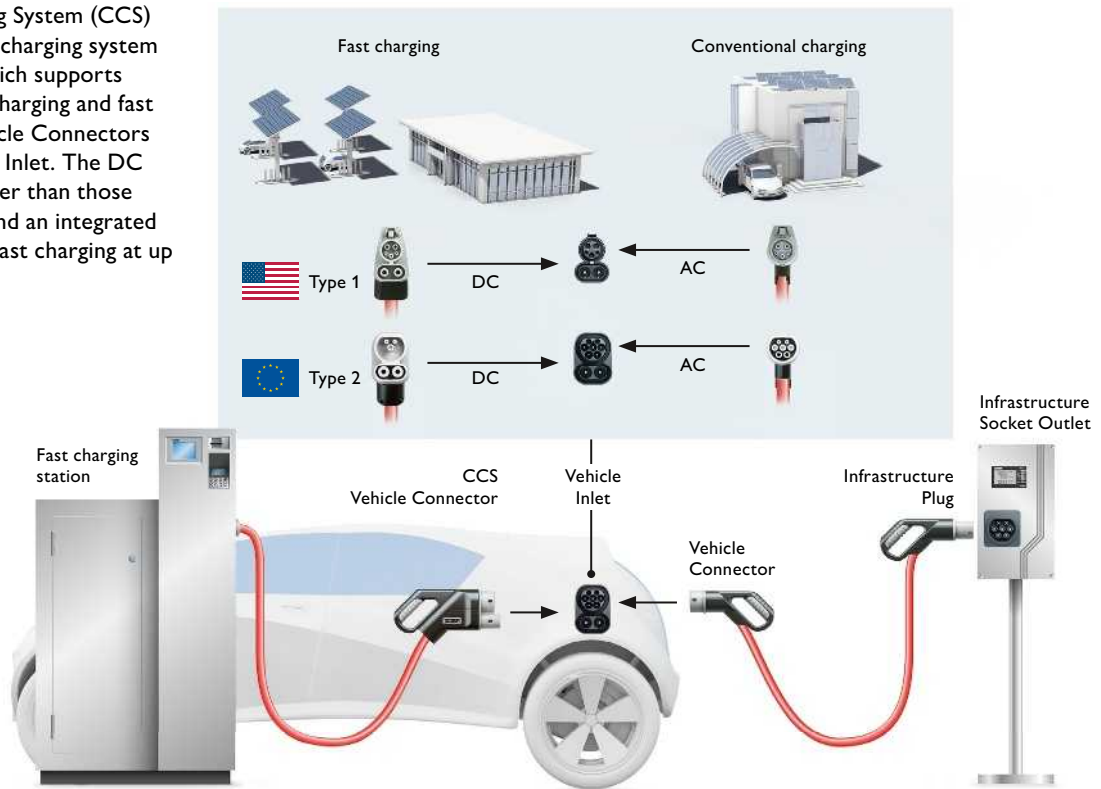 g System (CCS)
charging system
ich supports
harging and fast
cle Connectors
Inlet. The DC
er than those
nd an integrated
ast charging at up
Fast charging
Conventional charging
Type 1
DC
AC
Type 2
DC
AC
Fast charging
station
CCS
Vehicle Connector
Vehicle
Inlet
Vehicle
Connector
Infrastructure
Plug
Infrastructure
Socket Outlet